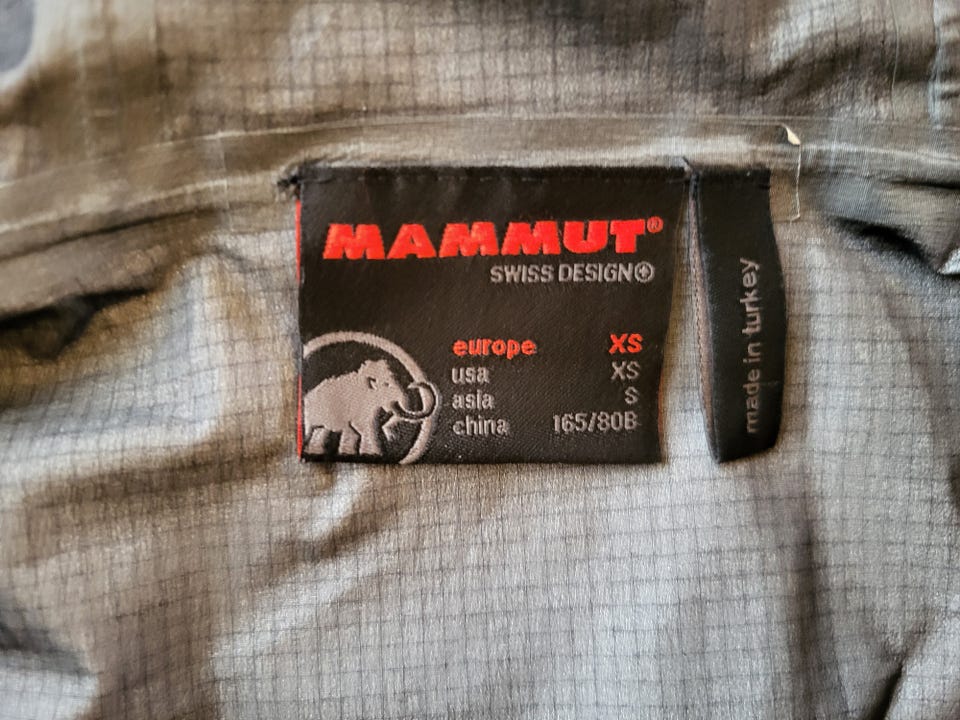 MAMMUT®
SWISS DESIGN
europe XS
usa XS
asia S
china 165/80B
made in turkey